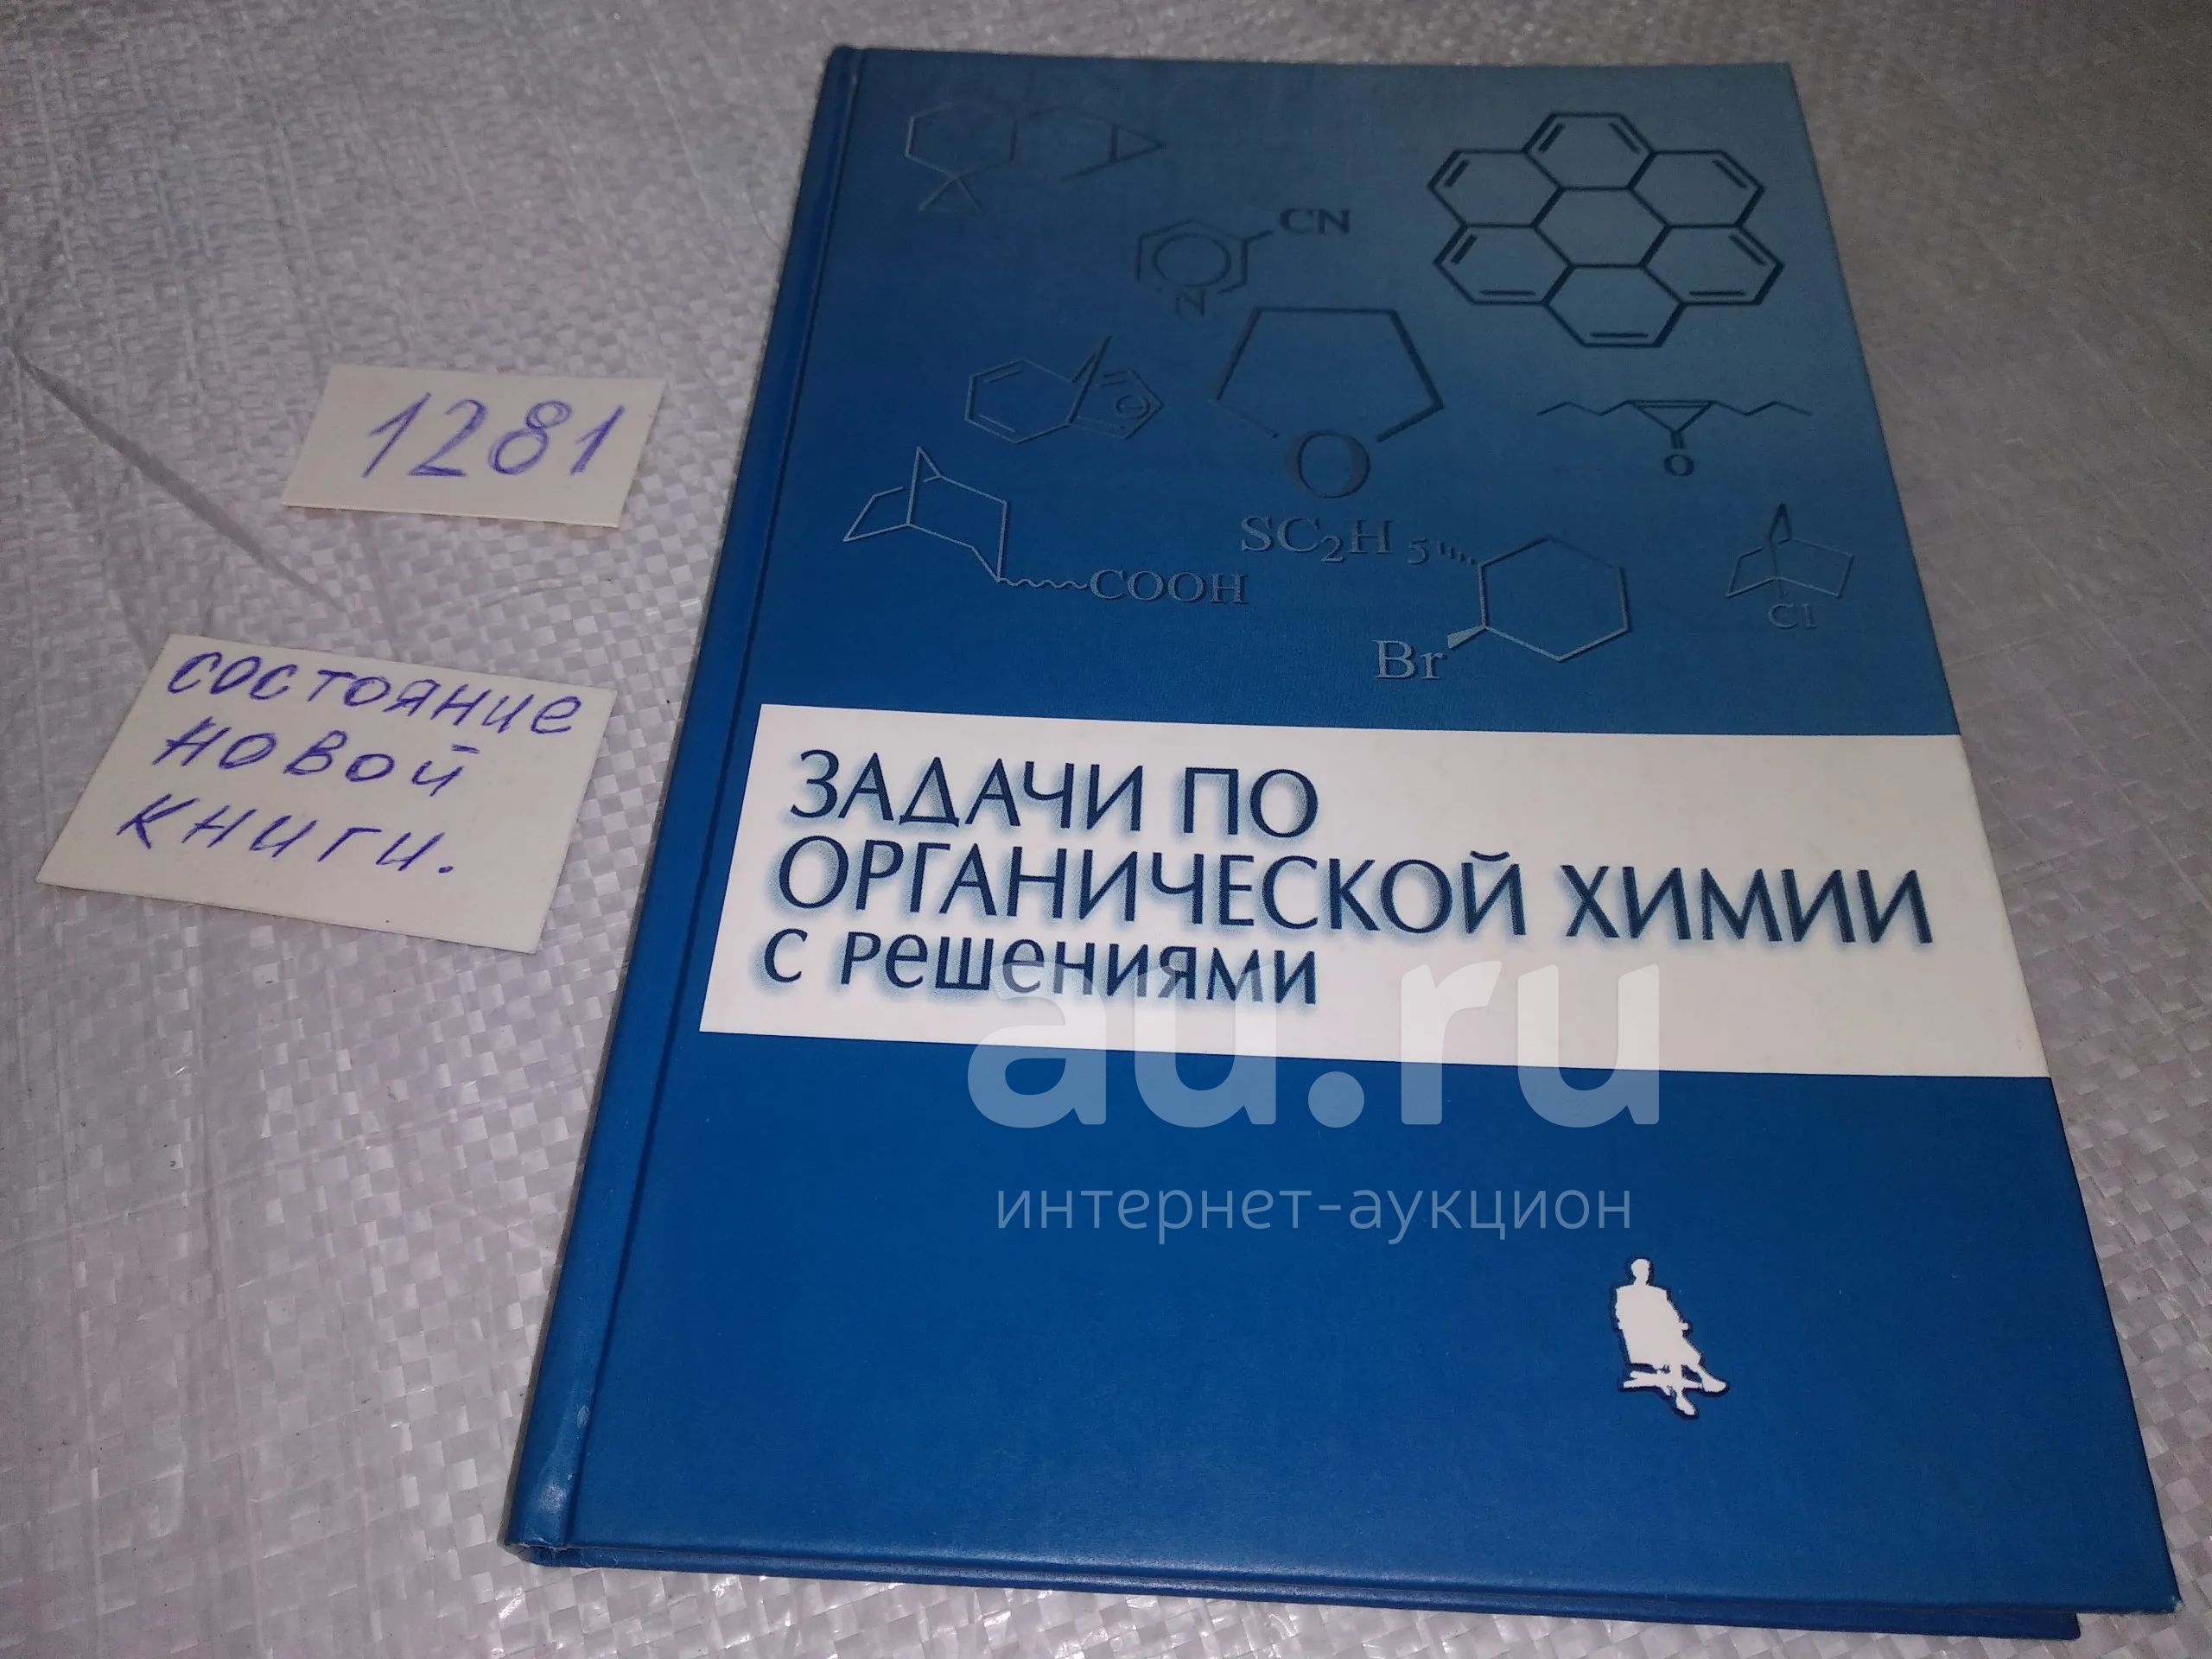 1281
состояние
новой
книги.
CN
N
O
O
SC2H5
COOH
Br
Cl
ЗАДАЧИ ПО
ОРГАНИЧЕСКОЙ ХИМИИ
С РЕШЕНИЯМИ
au.ru
интернет-аукцион